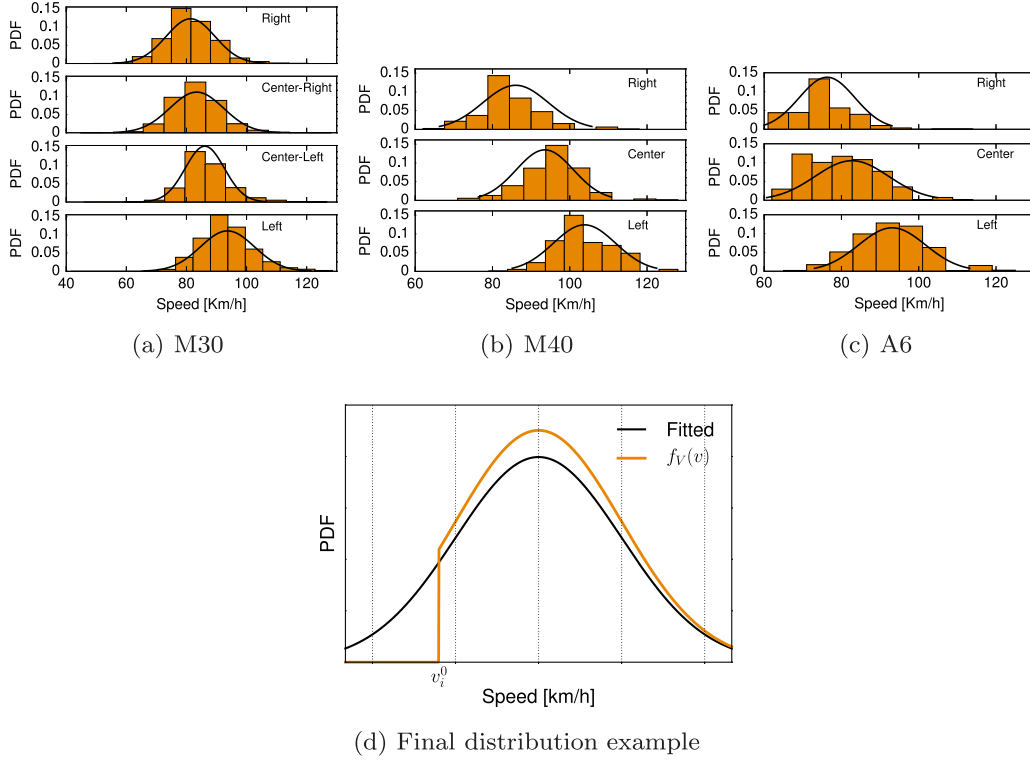 PDF
0.15
0.1
0.05
0
Right
PDF
0.15
0.1
0.05
0
Center-Right
PDF
0.15
0.1
0.05
0
Center-Left
PDF
0.15
0.1
0.05
0
Left
40 60 80 100 120
Speed [Km/h]
(a) M30
PDF
0.15
0.1
0.05
0
Right
PDF
0.15
0.1
0.05
0
Center
PDF
0.15
0.1
0.05
0
Left
60 80 100 120
Speed [Km/h]
(b) M40
PDF
0.15
0.1
0.05
0
Right
PDF
0.15
0.1
0.05
0
Center
PDF
0.15
0.1
0.05
0
Left
60 80 100 120
Speed [Km/h]
(c) A6
PDF
Fitted
f_V(v)
v_i^0
Speed [km/h]
(d) Final distribution example